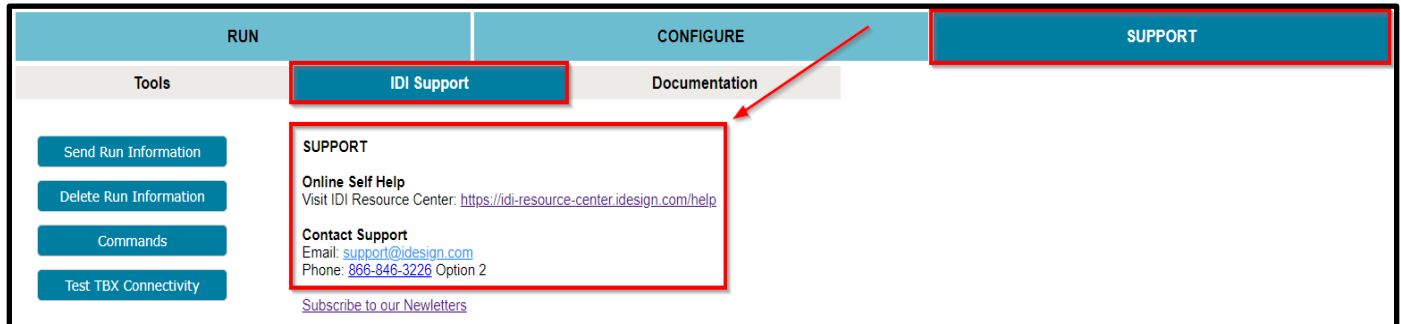 RUN
CONFIGURE
SUPPORT
Tools
IDI Support
Documentation
Send Run Information
Delete Run Information
Commands
Test TBX Connectivity
SUPPORT
Online Self Help
Visit IDI Resource Center: https://idi-resource-center.idesign.com/help
Contact Support
Email: support@idesign.com
Phone: 866-846-3226 Option 2
Subscribe to our Newletters